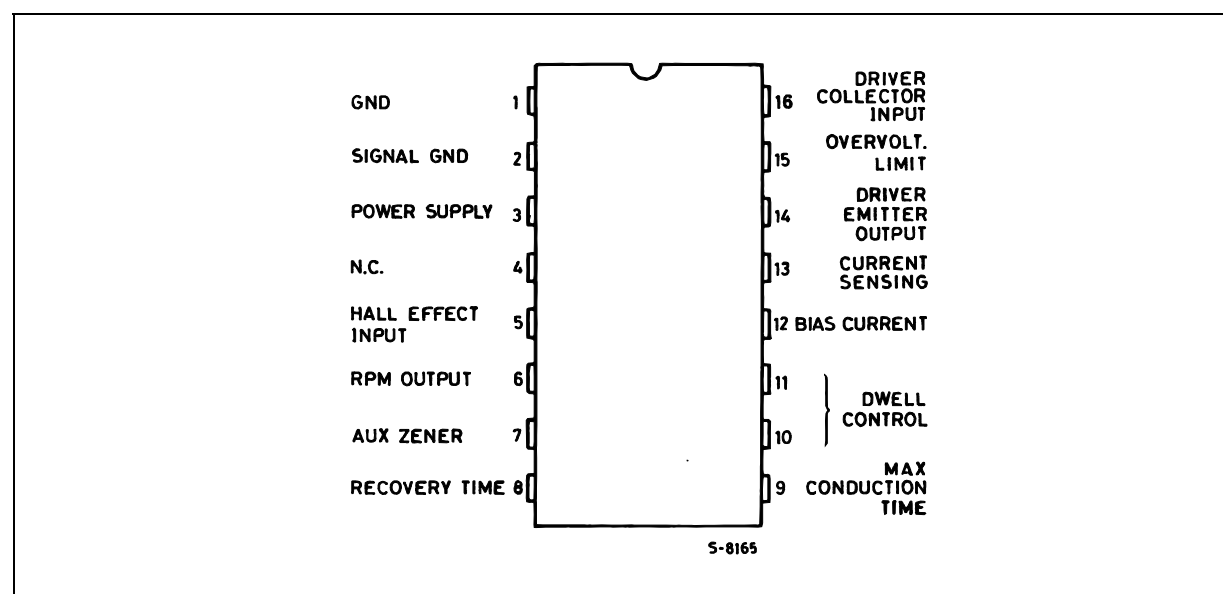 GND 1
SIGNAL GND 2
POWER SUPPLY 3
N.C. 4
HALL EFFECT
INPUT 5
RPM OUTPUT 6
AUX ZENER 7
RECOVERY TIME 8
16 DRIVER
COLLECTOR
INPUT
15 OVERVOLT.
LIMIT
14 DRIVER
EMITTER
OUTPUT
13 CURRENT
SENSING
12 BIAS CURRENT
11
10
DWELL
CONTROL
9 MAX
CONDUCTION
TIME
S-8165